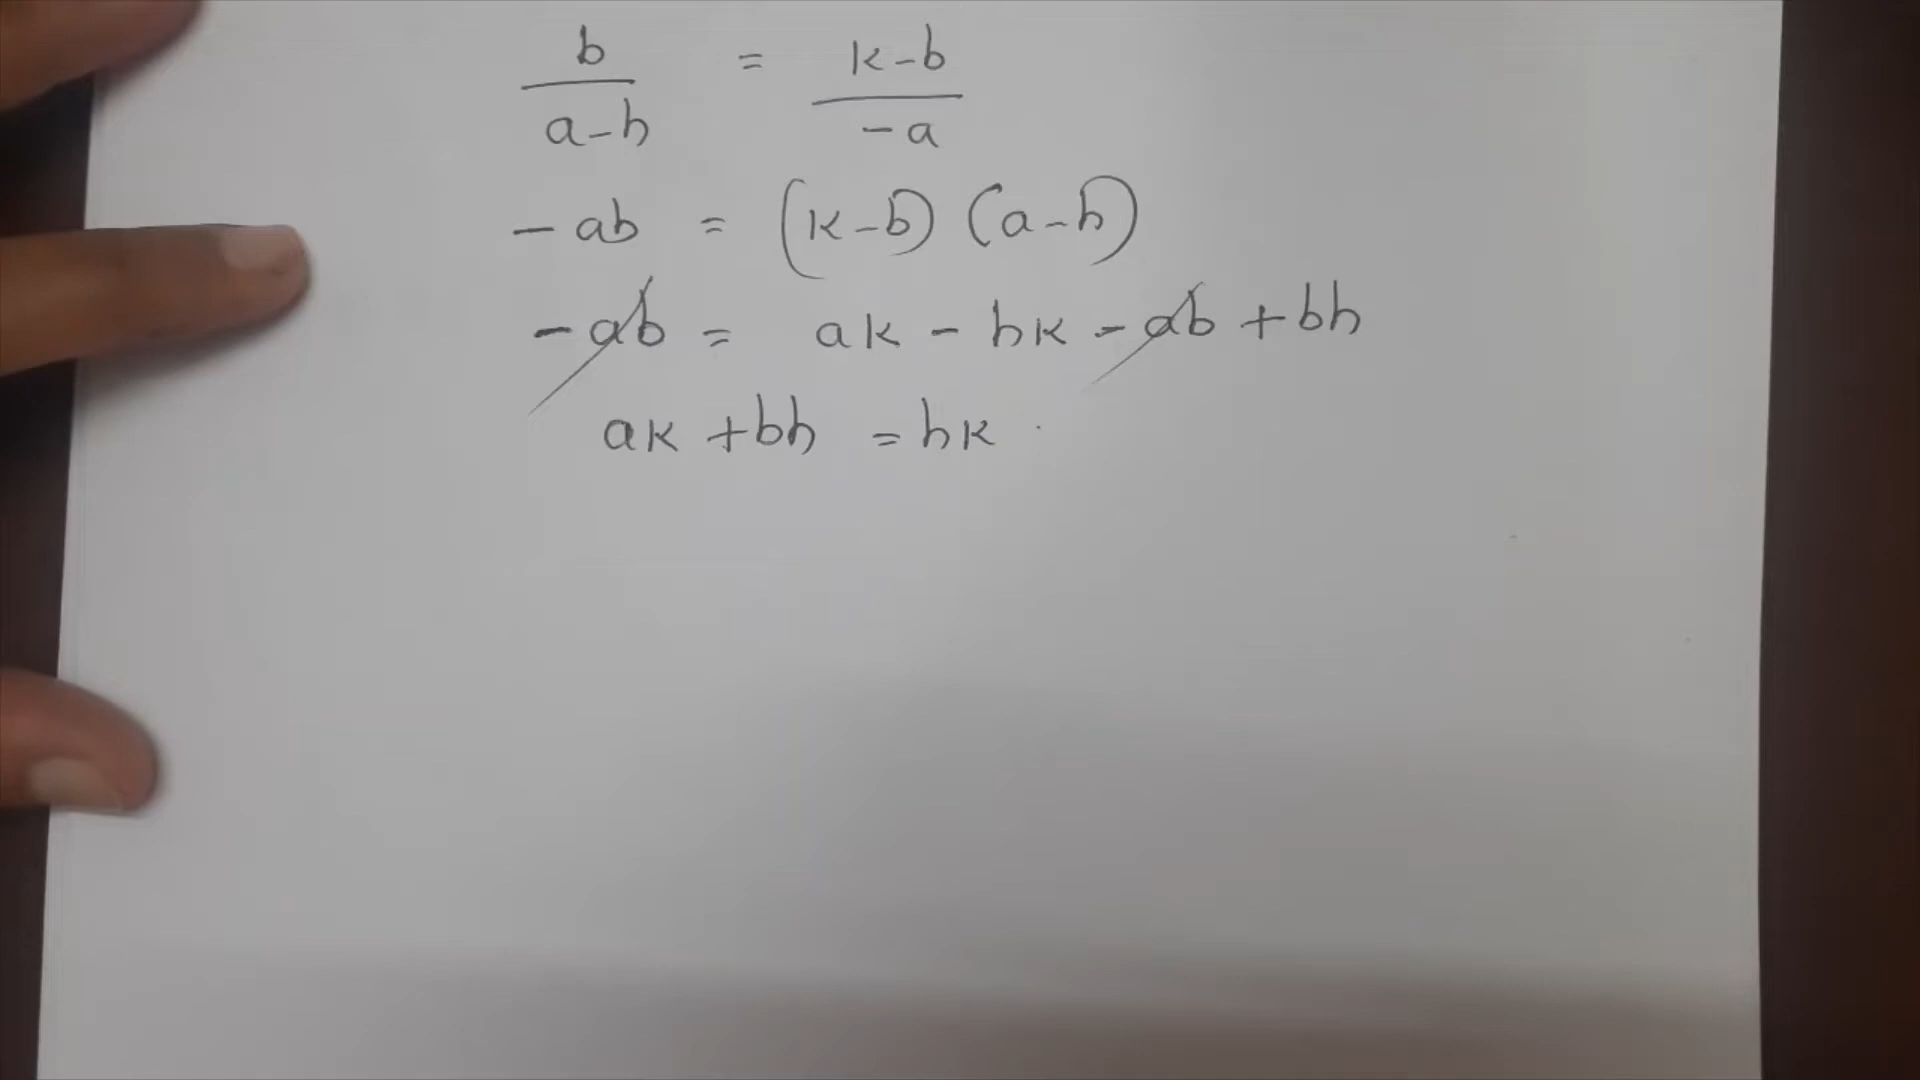 b/(a-h) = (k-b)/(-a)
-ab = (k-b) (a-h)
-ab = ak - hk - ab + bh
ak + bh = hk